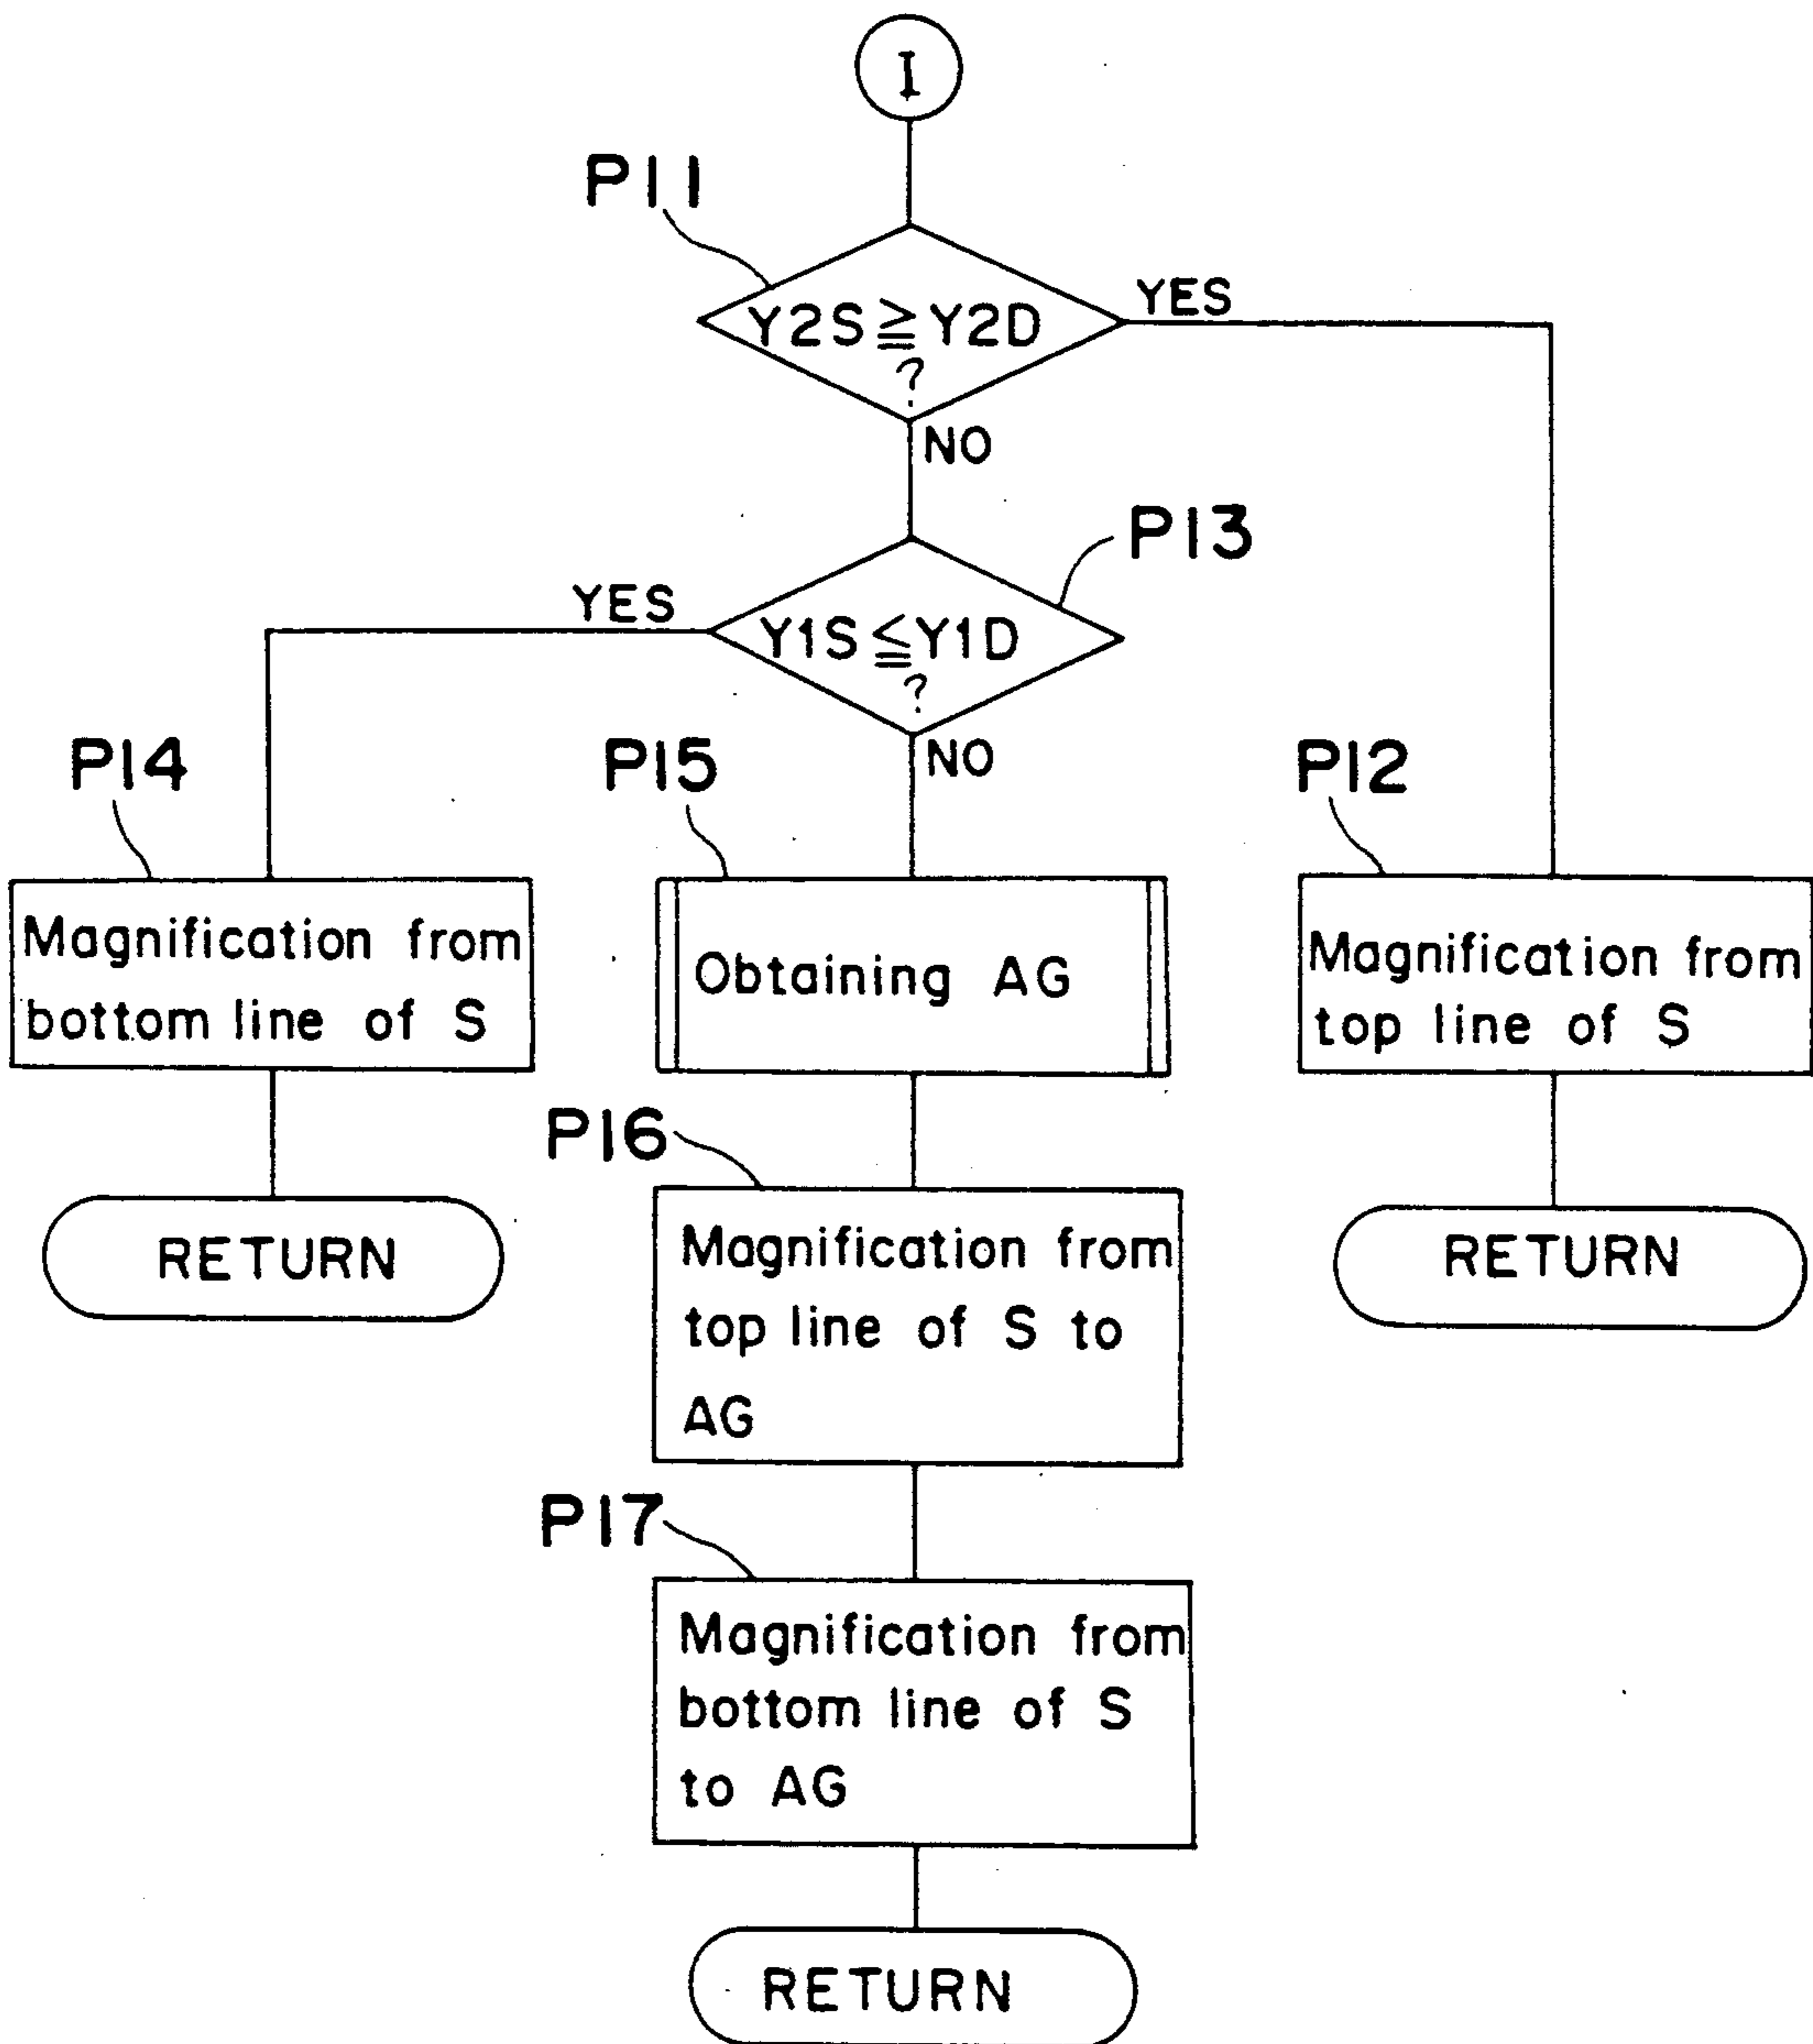 I
P11
Y2S≧Y2D
?
YES
NO
P13
YES
Y1S≦Y1D
?
NO
P14
P15
P12
Magnification from
bottom line of S
Obtaining AG
Magnification from
top line of S
P16
RETURN
Magnification from
top line of S to
AG
RETURN
P17
Magnification from
bottom line of S
to AG
RETURN